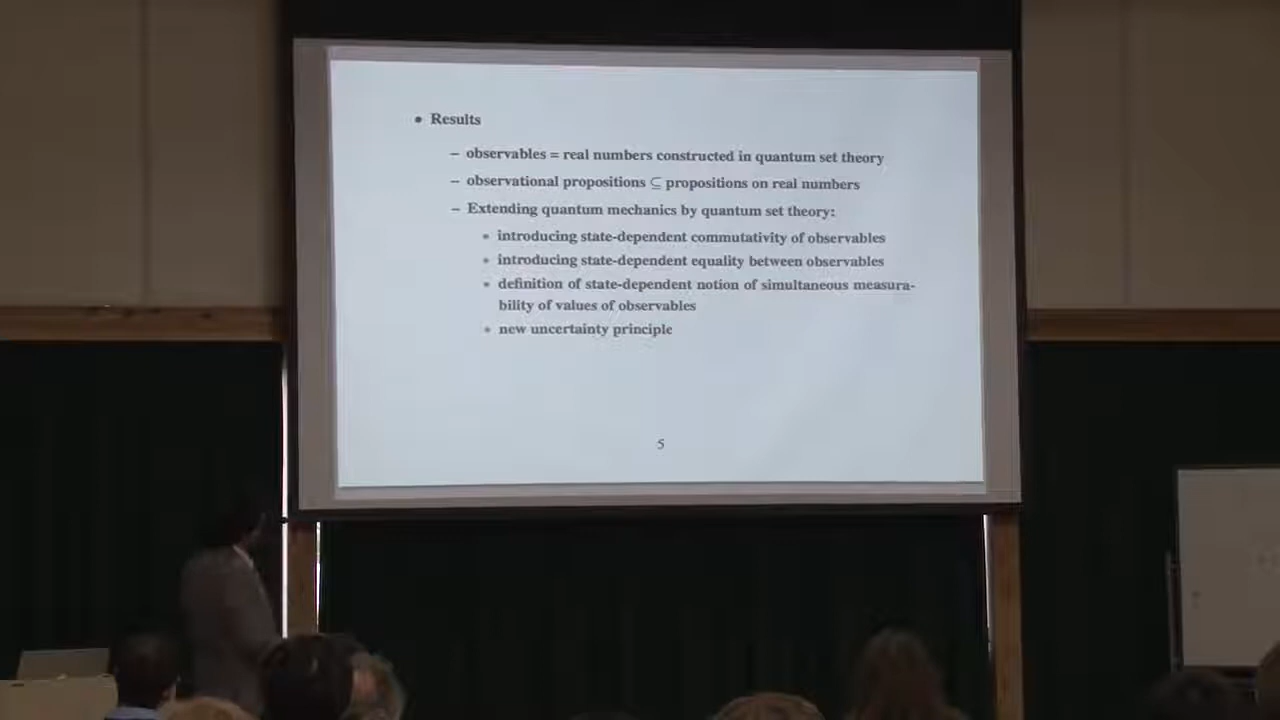 • Results
– observables = real numbers constructed in quantum set theory
– observational propositions ⊆ propositions on real numbers
– Extending quantum mechanics by quantum set theory:
• introducing state-dependent commutativity of observables
• introducing state-dependent equality between observables
• definition of state-dependent notion of simultaneous measura-
bility of values of observables
• new uncertainty principle
5